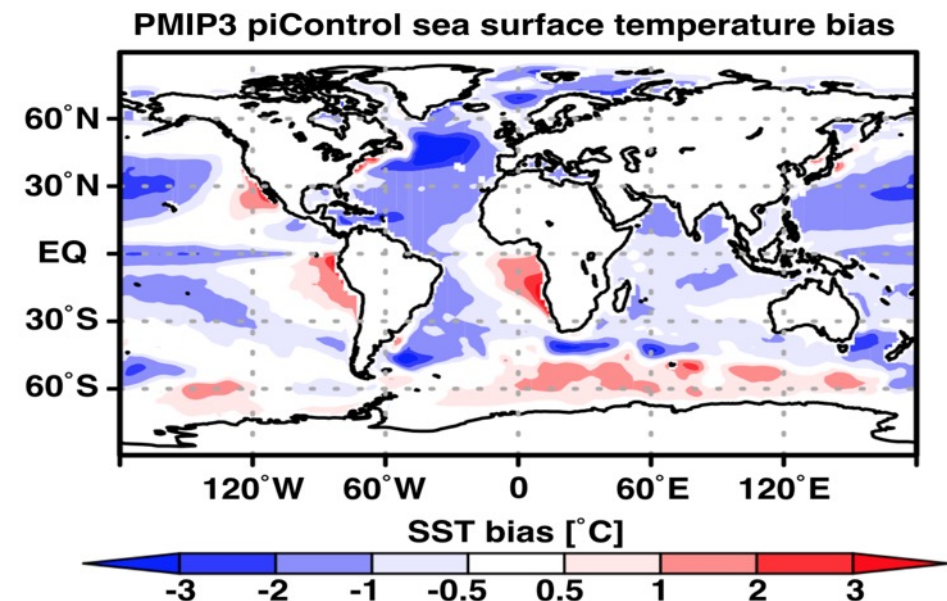 PMIP3 piControl sea surface temperature bias
60°N
30°N
EQ
30°S
60°S
120°W 60°W 0 60°E 120°E
SST bias [°C]
-3 -2 -1 -0.5 0.5 1 2 3